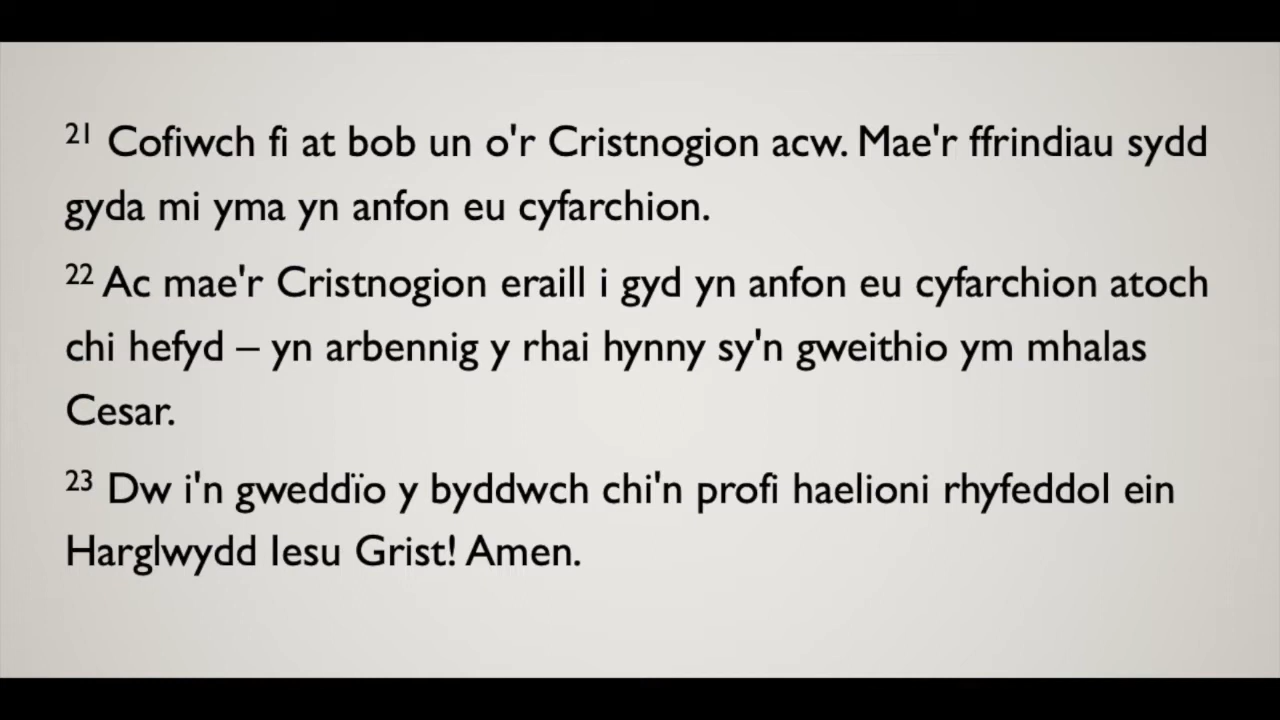 21 Cofiwch fi at bob un o'r Cristnogion acw. Mae'r ffrindiau sydd
gyda mi yma yn anfon eu cyfarchion.
22 Ac mae'r Cristnogion eraill i gyd yn anfon eu cyfarchion atoch
chi hefyd – yn arbennig y rhai hynny sy'n gweithio ym mhalas
Cesar.
23 Dw i'n gweddïo y byddwch chi'n profi haelioni rhyfeddol ein
Harglwydd Iesu Grist! Amen.